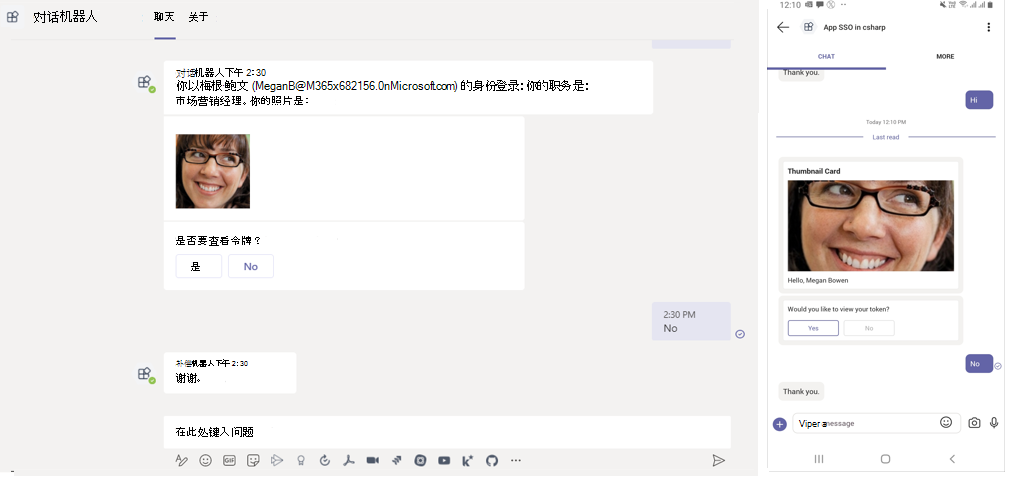 对话机器人
聊天 关于
对话机器人下午 2:30
你以梅根·鲍文 (MeganB@M365x682156.0nMicrosoft.com) 的身份登录; 你的职务是:
市场营销经理。你的照片是:
是否要查看令牌？
是 No
2:30 PM
No
机器人下午 2:30
谢谢。
在此处键入问题
GIF
12:10
App SSO in csharp
CHAT MORE
Thank you.
Hi
Today 12:10 PM
Last read
Thumbnail Card
Hello, Megan Bowen
Would you like to view your token?
Yes No
No
Thank you.
Viper a message